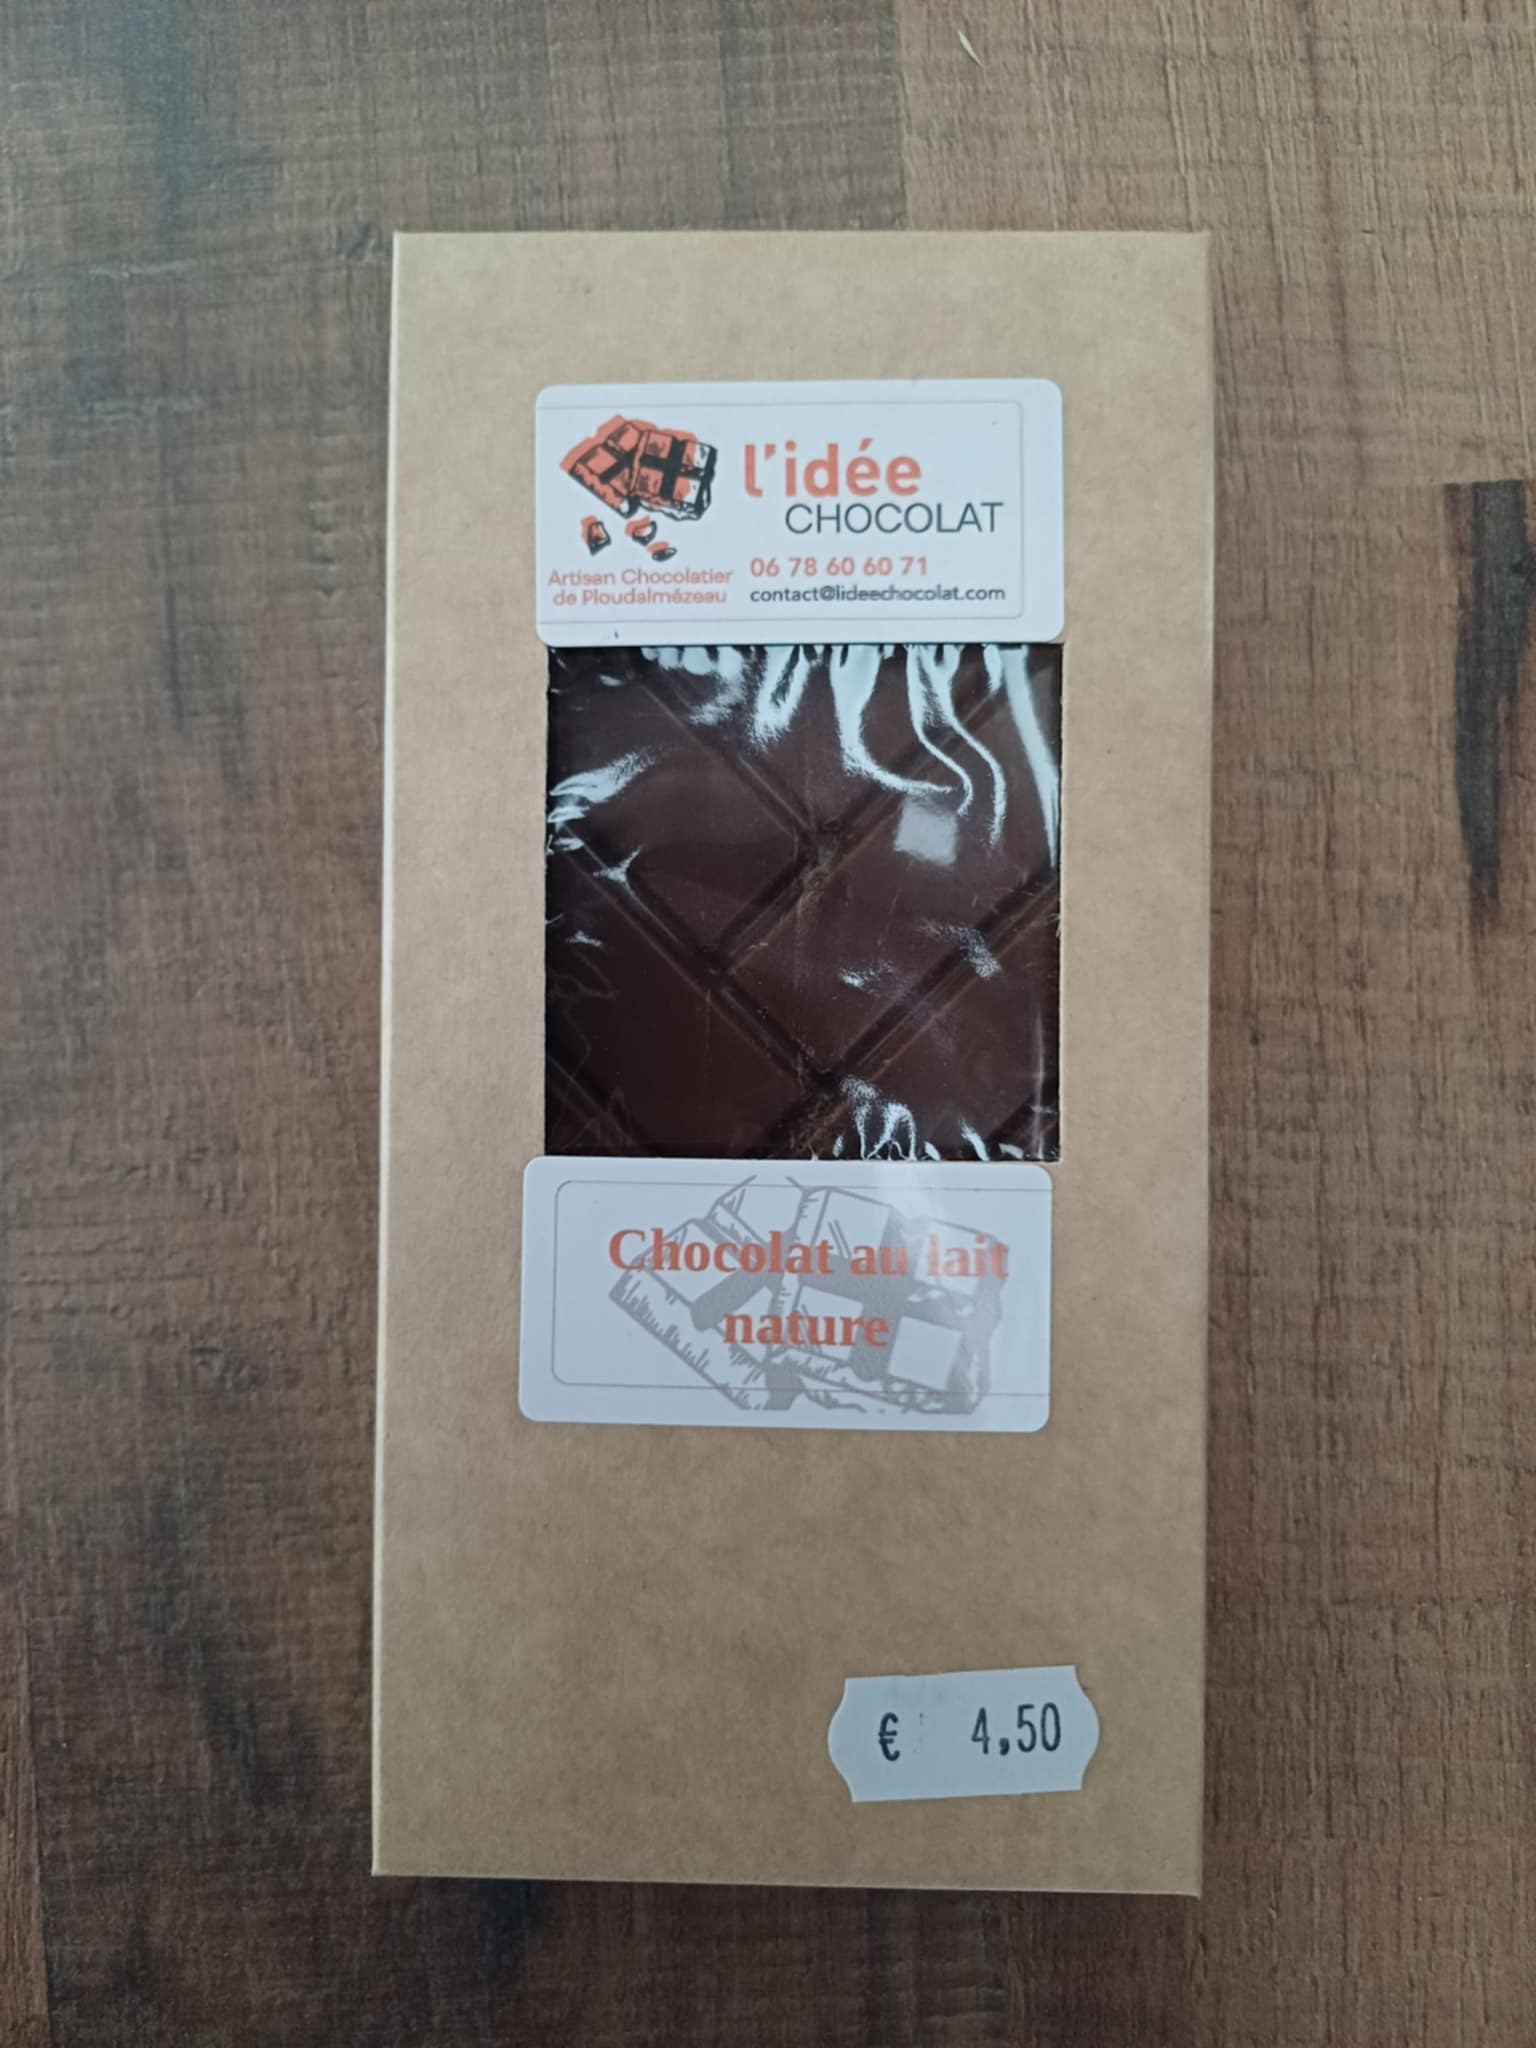 l'idée
CHOCOLAT
Artisan Chocolatier
de Ploudalmézeau
06 78 60 60 71
contact@lideechocolat.com
Chocolat au lait
nature
€ 4,50